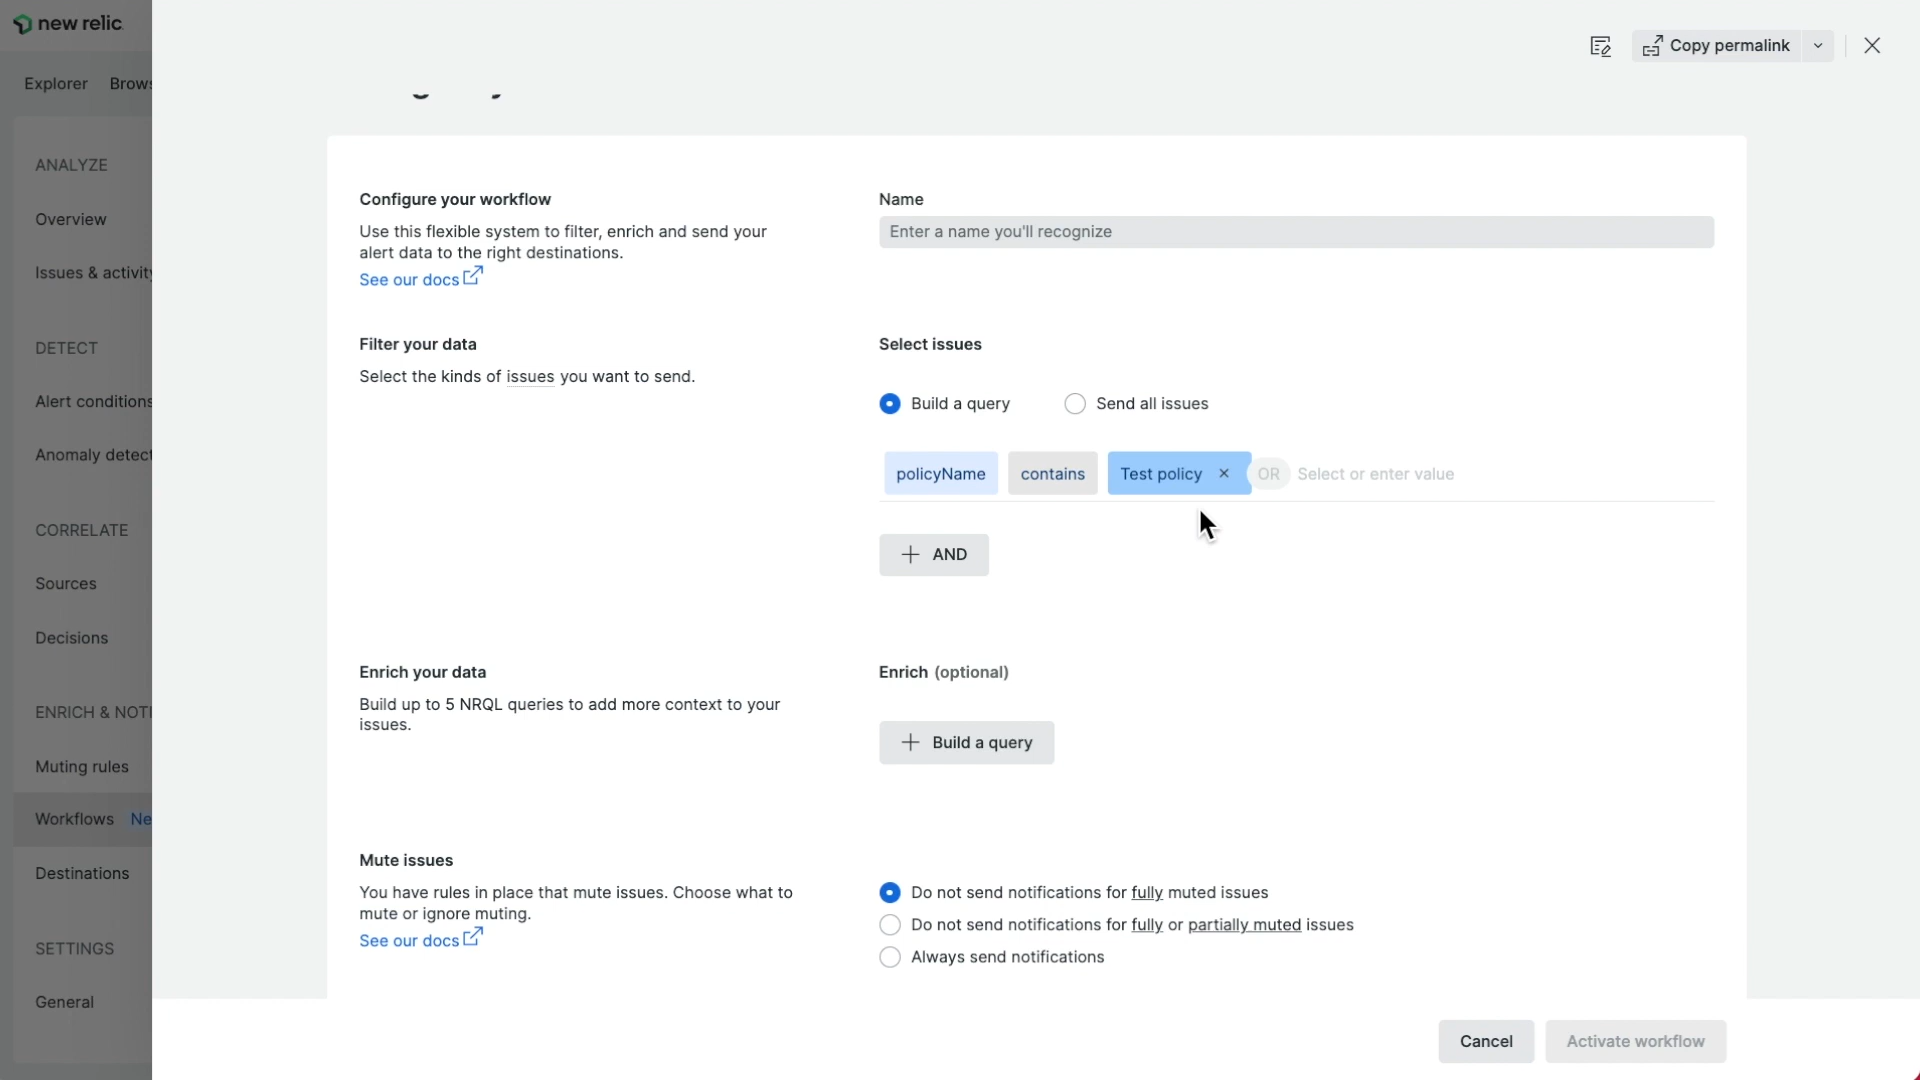 new relic
Copy permalink
Explorer
ANALYZE
Overview
Issues & activity
DETECT
Alert conditions
Anomaly detect
CORRELATE
Sources
Decisions
ENRICH & NOTI
Muting rules
Workflows Ne
Destinations
SETTINGS
General
Configure your workflow
Use this flexible system to filter, enrich and send your
alert data to the right destinations.
See our docs
Name
Enter a name you'll recognize
Filter your data
Select the kinds of issues you want to send.
Select issues
Build a query
Send all issues
policyName contains Test policy × OR Select or enter value
+ AND
Enrich your data
Build up to 5 NRQL queries to add more context to your
issues.
Enrich (optional)
+ Build a query
Mute issues
You have rules in place that mute issues. Choose what to
mute or ignore muting.
See our docs
Do not send notifications for fully muted issues
Do not send notifications for fully or partially muted issues
Always send notifications
Cancel
Activate workflow